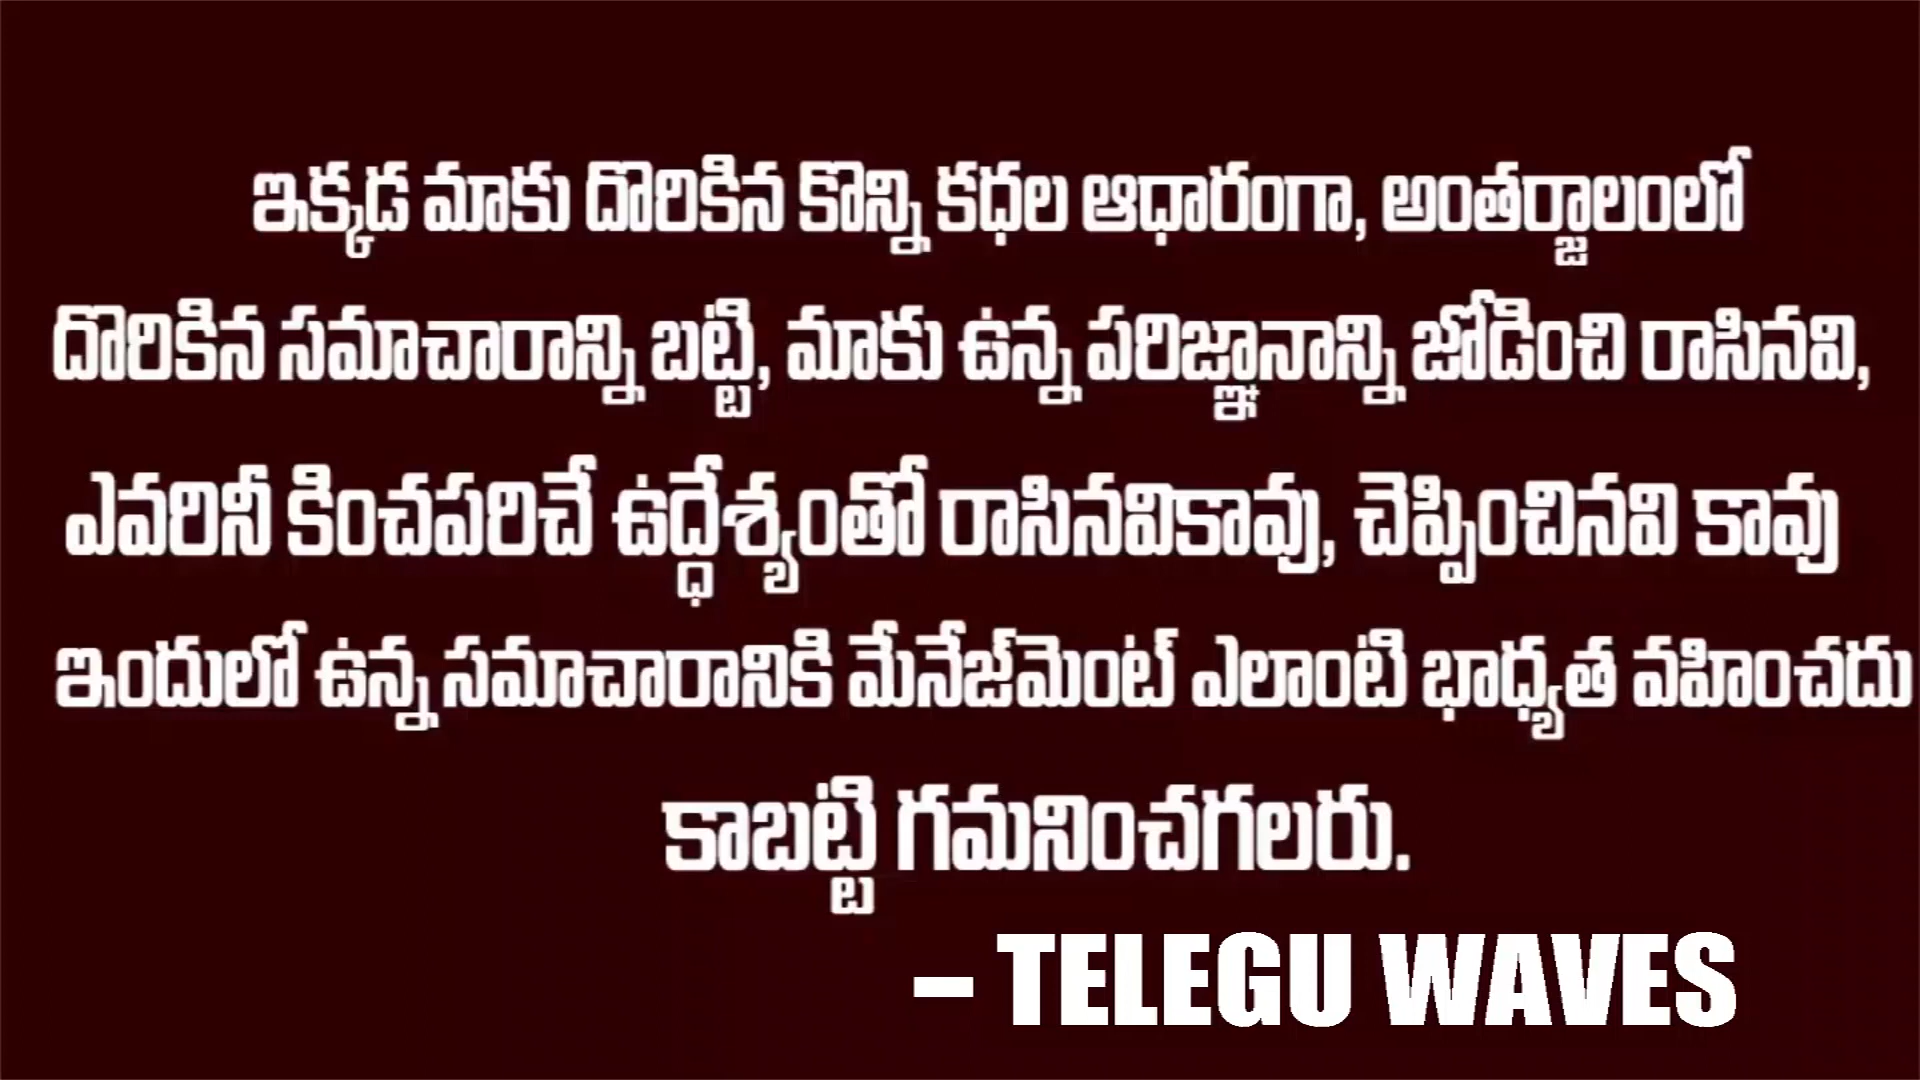 ఇక్కడ మాకు దొరికిన కొన్ని కధల ఆధారంగా, అంతర్జాలంలో
దొరికిన సమాచారాన్ని బట్టి, మాకు ఉన్న పరిజ్ఞానాన్ని జోడించి రాసినవి,
ఎవరినీ కించపరిచే ఉద్ధేశ్యంతో రాసినవికావు, చెప్పించినవి కావు
ఇందులో ఉన్న సమాచారానికి మేనేజ్‌మెంట్ ఎలాంటి భాధ్యత వహించదు
కాబట్టి గమనించగలరు.
– TELEGU WAVES